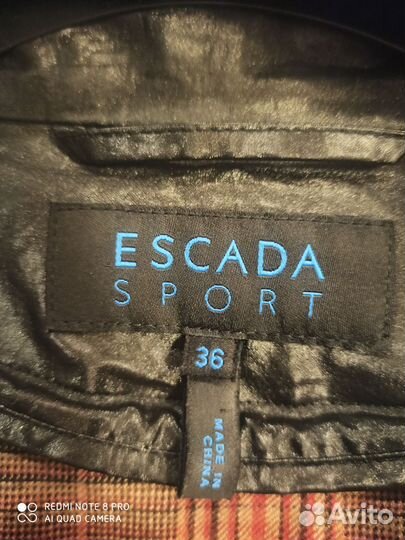 ESCADA
SPORT
36
MADE IN
CHINA
REDMI NOTE 8 PRO
AI QUAD CAMERA
Avito